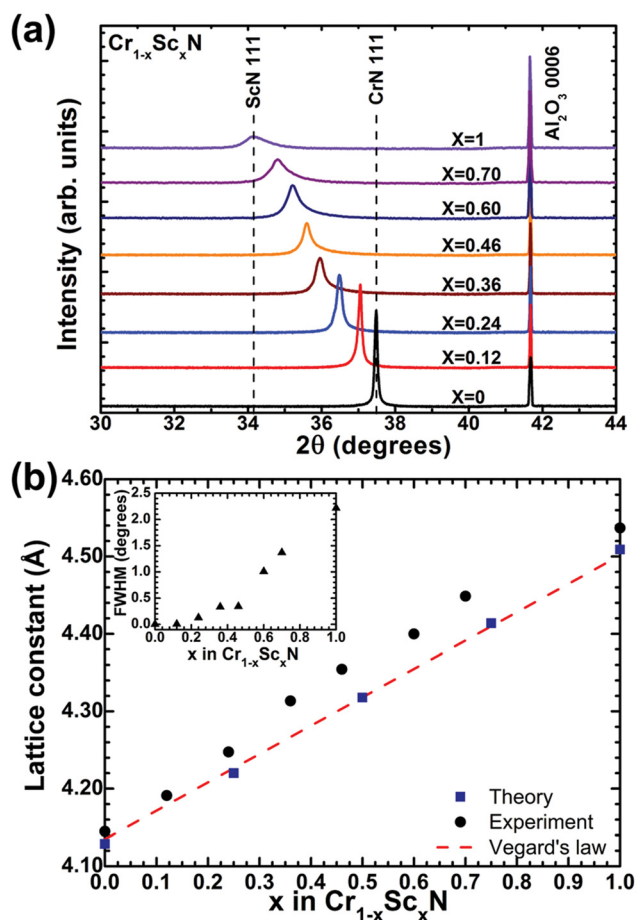 (a)
Cr1-xScxN
ScN 111
CrN 111
Al2O3 0006
X=1
X=0.70
X=0.60
X=0.46
X=0.36
X=0.24
X=0.12
X=0
Intensity (arb. units)
30 32 34 36 38 40 42 44
2θ (degrees)
(b)
4.60
4.50
4.40
4.30
4.20
4.10
Lattice constant (Å)
2.5
2.0
1.5
1.0
0.5
0.0
FWHM (degrees)
0.0 0.2 0.4 0.6 0.8 1.0
x in Cr1-xScxN
Theory
Experiment
Vegard's law
0.0 0.1 0.2 0.3 0.4 0.5 0.6 0.7 0.8 0.9 1.0
x in Cr1-xScxN